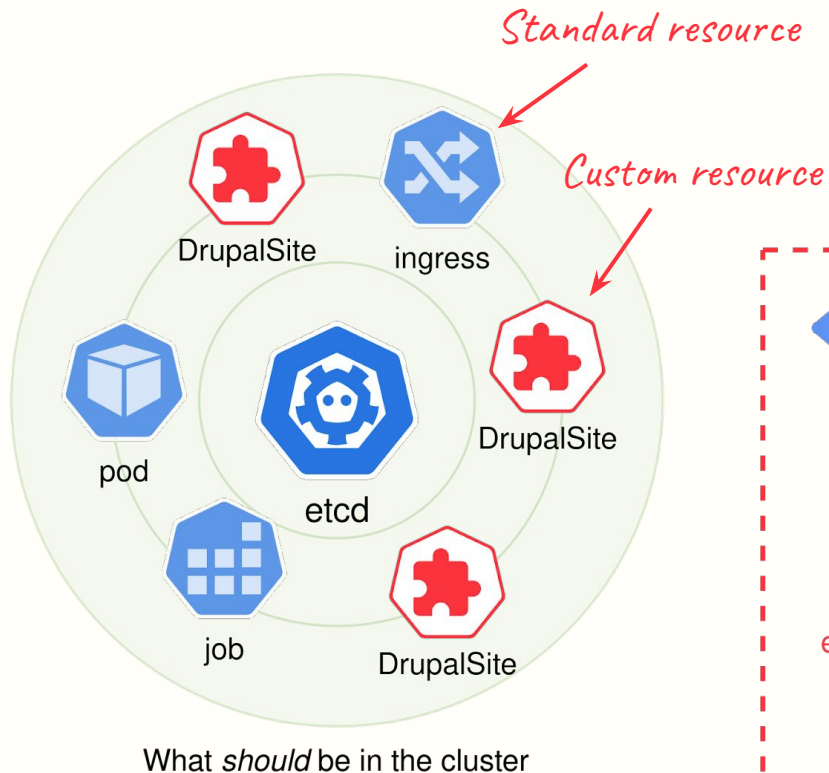 Standard resource
Custom resource
DrupalSite
ingress
DrupalSite
pod
etcd
job
DrupalSite
e
What should be in the cluster